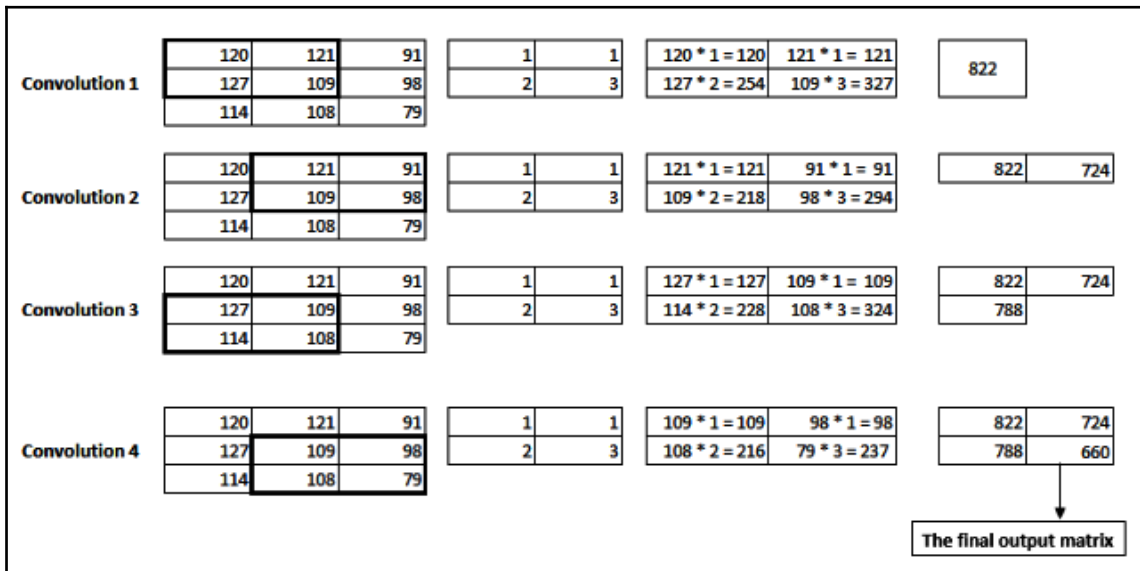 120 121 91 1 1 120 * 1 = 120 121 * 1 = 121 822
Convolution 1 127 109 98 2 3 127 * 2 = 254 109 * 3 = 327
114 108 79
120 121 91 1 1 121 * 1 = 121 91 * 1 = 91 822 724
Convolution 2 127 109 98 2 3 109 * 2 = 218 98 * 3 = 294
114 108 79
120 121 91 1 1 127 * 1 = 127 109 * 1 = 109 822 724
Convolution 3 127 109 98 2 3 114 * 2 = 228 108 * 3 = 324 788
114 108 79
120 121 91 1 1 109 * 1 = 109 98 * 1 = 98 822 724
Convolution 4 127 109 98 2 3 108 * 2 = 216 79 * 3 = 237 788 660
114 108 79
The final output matrix